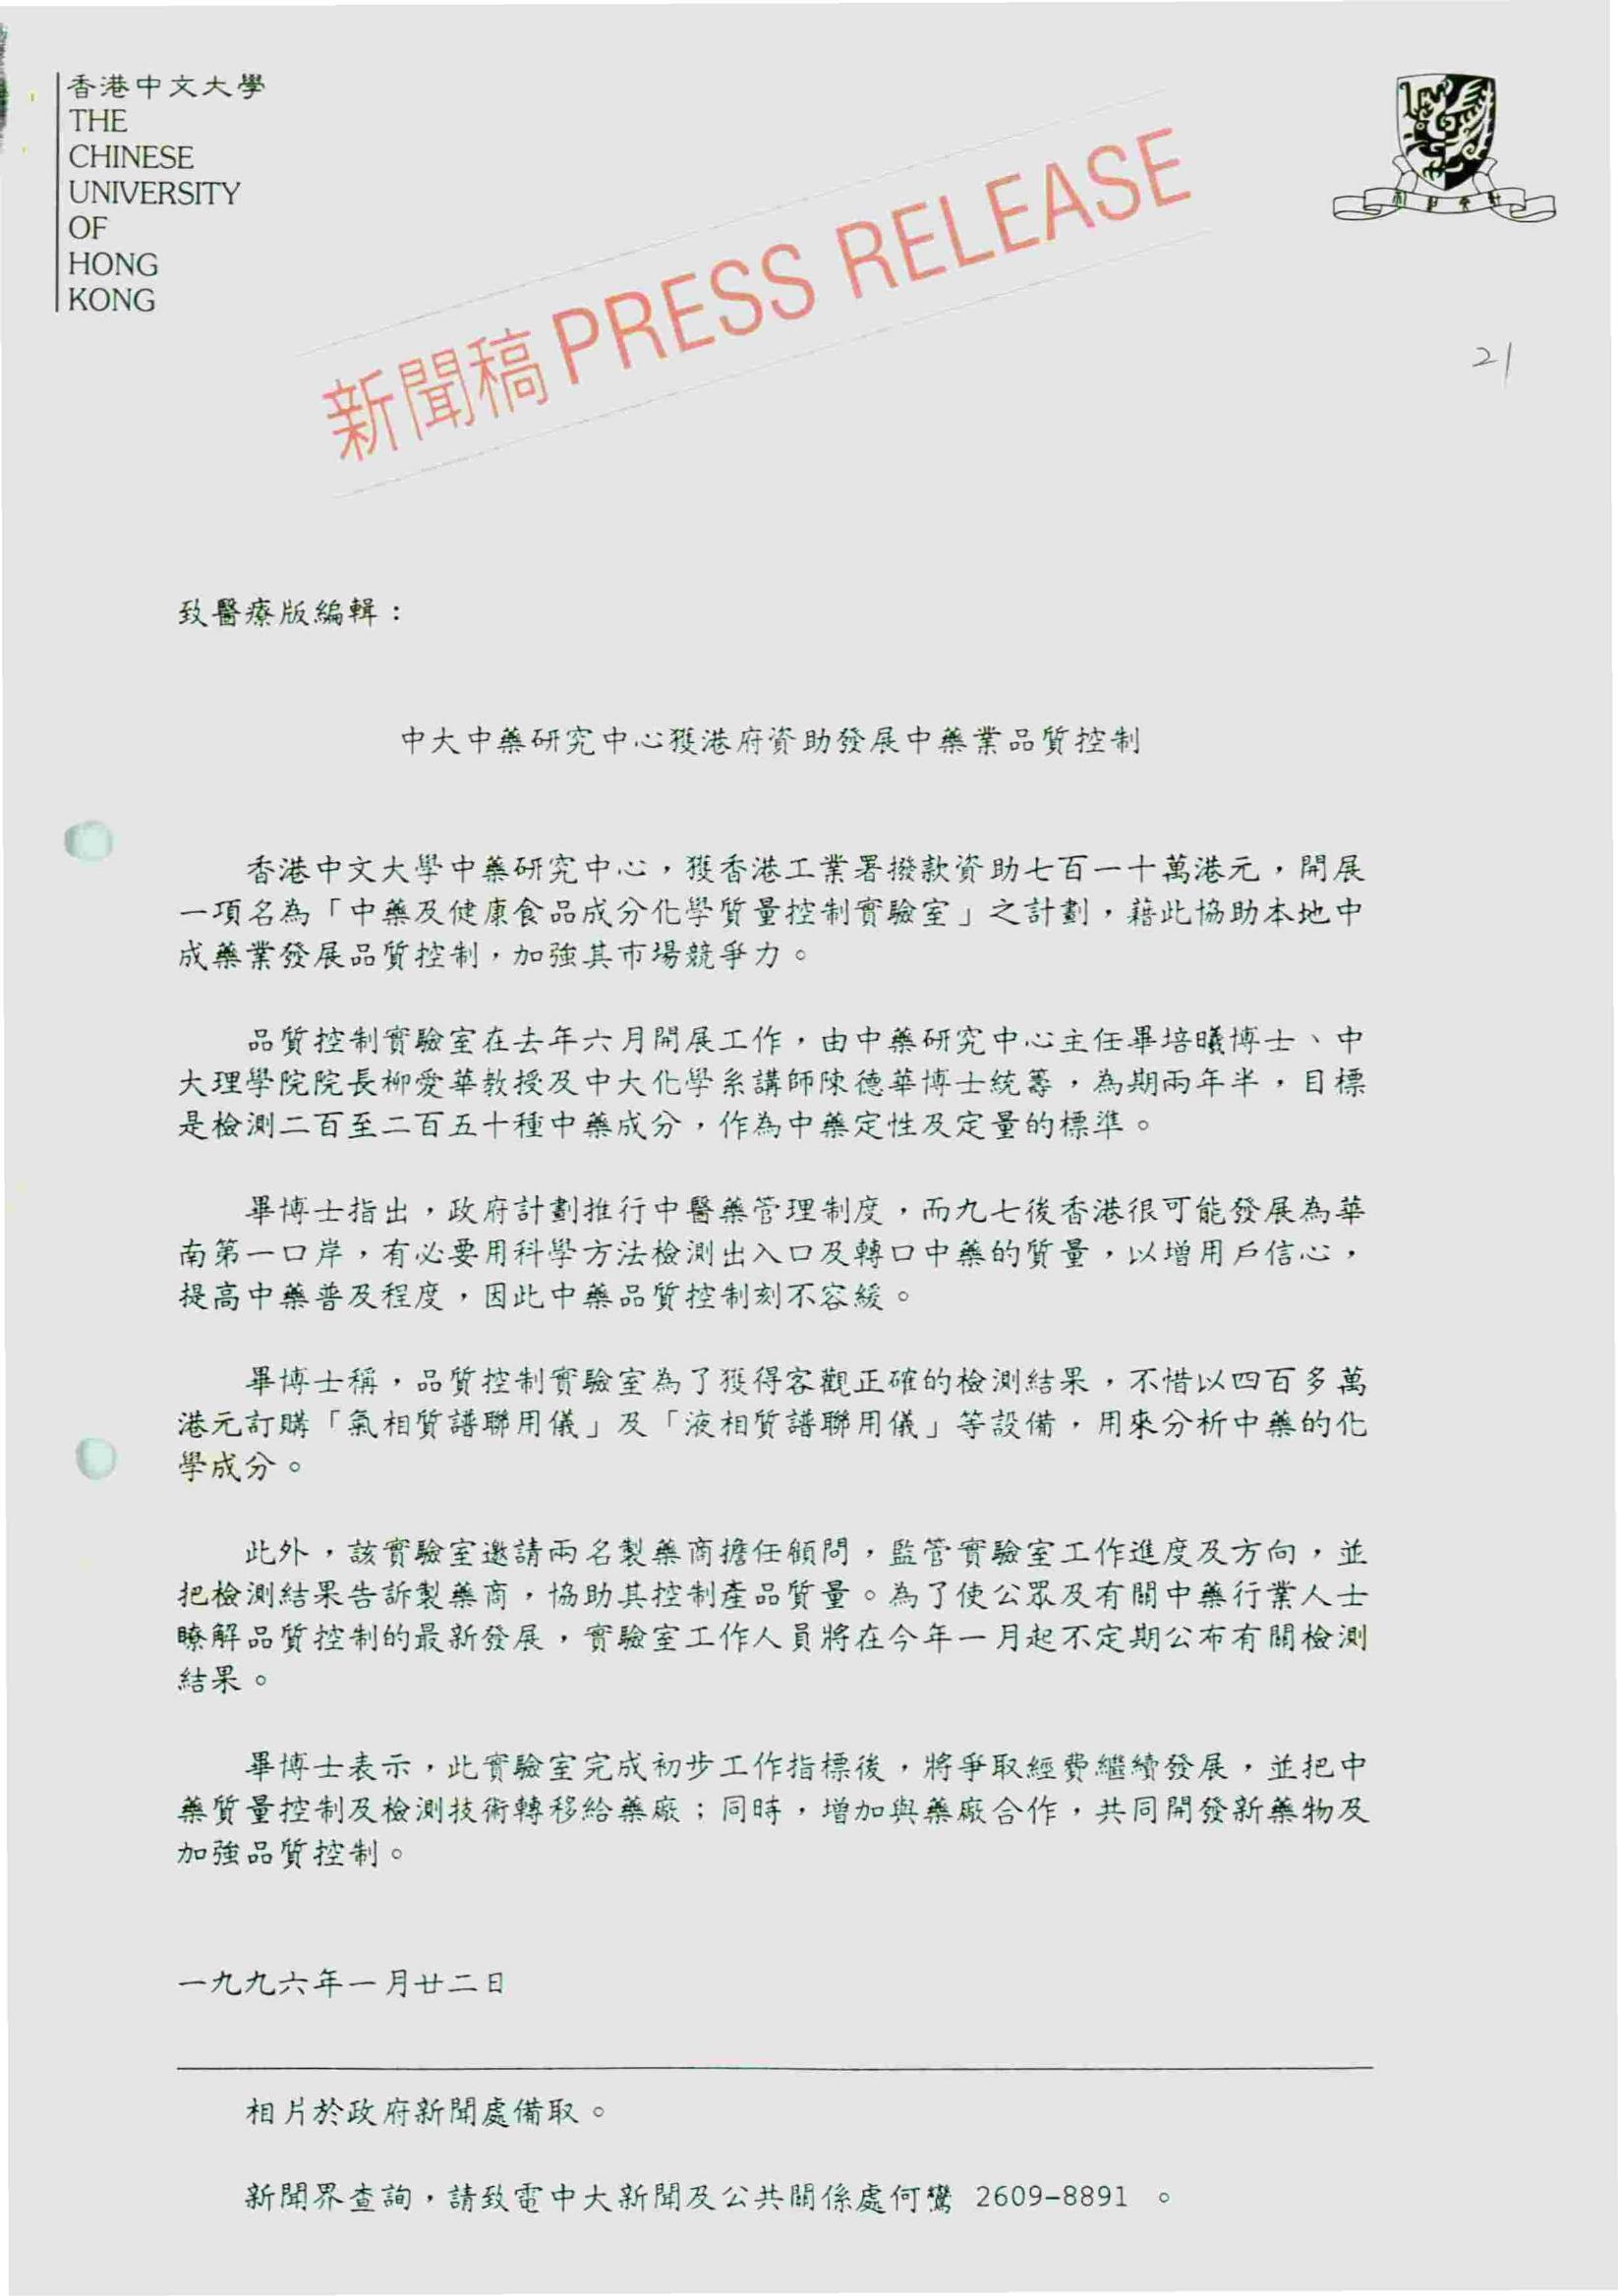 香港中文大學
THE
CHINESE
UNIVERSITY
OF
HONG
KONG
新聞稿 PRESS RELEASE
21
致醫療版編輯：
中大中藥研究中心獲港府資助發展中藥業品質控制
香港中文大學中藥研究中心，獲香港工業署撥款資助七百一十萬港元，開展
一項名為「中藥及健康食品成分化學質量控制實驗室」之計劃，藉此協助本地中
成藥業發展品質控制，加強其市場競爭力。
品質控制實驗室在去年六月開展工作，由中藥研究中心主任畢培曦博士、中
大理學院院長柳愛華教授及中大化學系講師陳德華博士統籌，為期兩年半，目標
是檢測二百至二百五十種中藥成分，作為中藥定性及定量的標準。
畢博士指出，政府計劃推行中醫藥管理制度，而九七後香港很可能發展為華
南第一口岸，有必要用科學方法檢測出入口及轉口中藥的質量，以增用戶信心，
提高中藥普及程度，因此中藥品質控制刻不容緩。
畢博士稱，品質控制實驗室為了獲得客觀正確的檢測結果，不惜以四百多萬
港元訂購「氣相質譜聯用儀」及「液相質譜聯用儀」等設備，用來分析中藥的化
學成分。
此外，該實驗室邀請兩名製藥商擔任顧問，監管實驗室工作進度及方向，並
把檢測結果告訴製藥商，協助其控制產品質量。為了使公眾及有關中藥行業人士
瞭解品質控制的最新發展，實驗室工作人員將在今年一月起不定期公布有關檢測
結果。
畢博士表示，此實驗室完成初步工作指標後，將爭取經費繼續發展，並把中
藥質量控制及檢測技術轉移給藥廠；同時，增加與藥廠合作，共同開發新藥物及
加強品質控制。
一九九六年一月廿二日
相片於政府新聞處備取。
新聞界查詢，請致電中大新聞及公共關係處何鸞 2609-8891 。